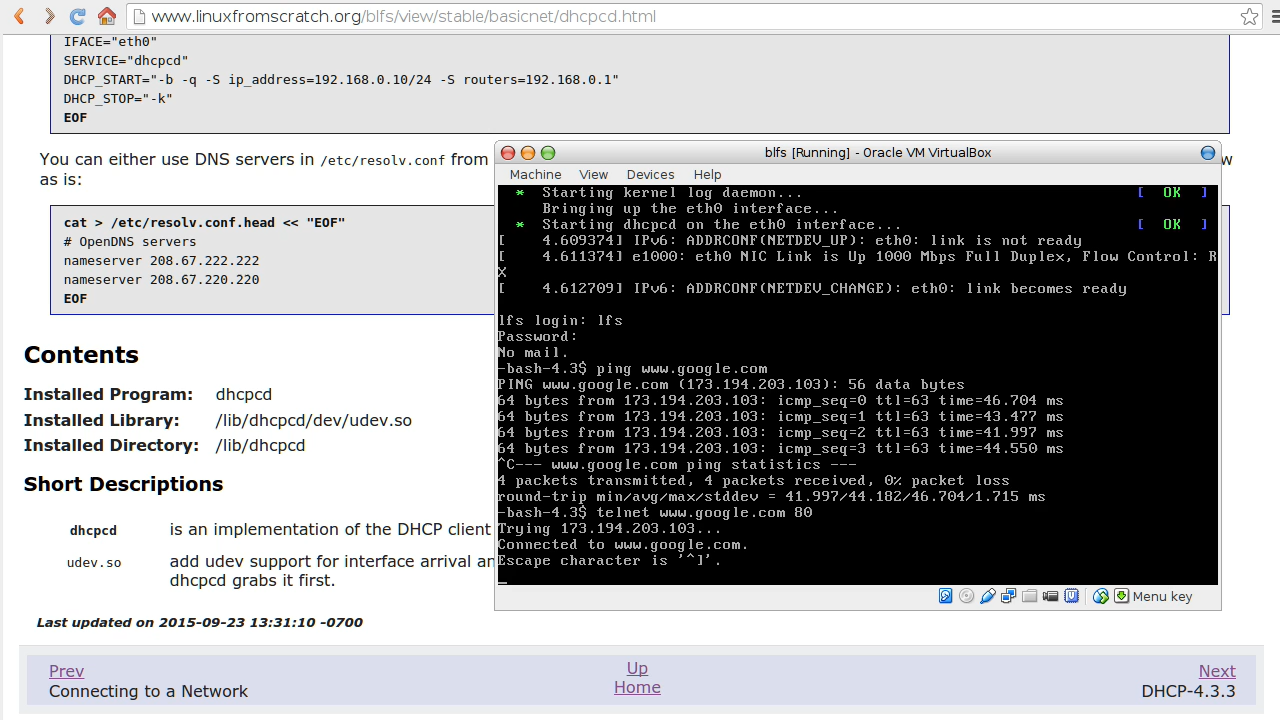 www.linuxfromscratch.org/blfs/view/stable/basicnet/dhcpcd.html
IFACE="eth0"
SERVICE="dhcpcd"
DHCP_START="-b -q -S ip_address=192.168.0.10/24 -S routers=192.168.0.1"
DHCP_STOP="-k"
EOF
You can either use DNS servers in /etc/resolv.conf from
as is:
cat > /etc/resolv.conf.head << "EOF"
# OpenDNS servers
nameserver 208.67.222.222
nameserver 208.67.220.220
EOF
Contents
Installed Program: dhcpcd
Installed Library: /lib/dhcpcd/dev/udev.so
Installed Directory: /lib/dhcpcd
Short Descriptions
dhcpcd is an implementation of the DHCP client
udev.so add udev support for interface arrival an
dhcpcd grabs it first.
Last updated on 2015-09-23 13:31:10 -0700
Prev
Connecting to a Network
Up
Home
Next
DHCP-4.3.3
blfs [Running] - Oracle VM VirtualBox
Machine View Devices Help
* Starting kernel log daemon... [ OK ]
Bringing up the eth0 interface...
* Starting dhcpcd on the eth0 interface... [ OK ]
[ 4.609374] IPv6: ADDRCONF(NETDEV_UP): eth0: link is not ready
[ 4.611374] e1000: eth0 NIC Link is Up 1000 Mbps Full Duplex, Flow Control: R
X
[ 4.612709] IPv6: ADDRCONF(NETDEV_CHANGE): eth0: link becomes ready
lfs login: lfs
Password:
No mail.
-bash-4.3$ ping www.google.com
PING www.google.com (173.194.203.103): 56 data bytes
64 bytes from 173.194.203.103: icmp_seq=0 ttl=63 time=46.704 ms
64 bytes from 173.194.203.103: icmp_seq=1 ttl=63 time=43.477 ms
64 bytes from 173.194.203.103: icmp_seq=2 ttl=63 time=41.997 ms
64 bytes from 173.194.203.103: icmp_seq=3 ttl=63 time=44.550 ms
^C--- www.google.com ping statistics ---
4 packets transmitted, 4 packets received, 0% packet loss
round-trip min/avg/max/stddev = 41.997/44.182/46.704/1.715 ms
-bash-4.3$ telnet www.google.com 80
Trying 173.194.203.103...
Connected to www.google.com.
Escape character is '^]'.
Menu key